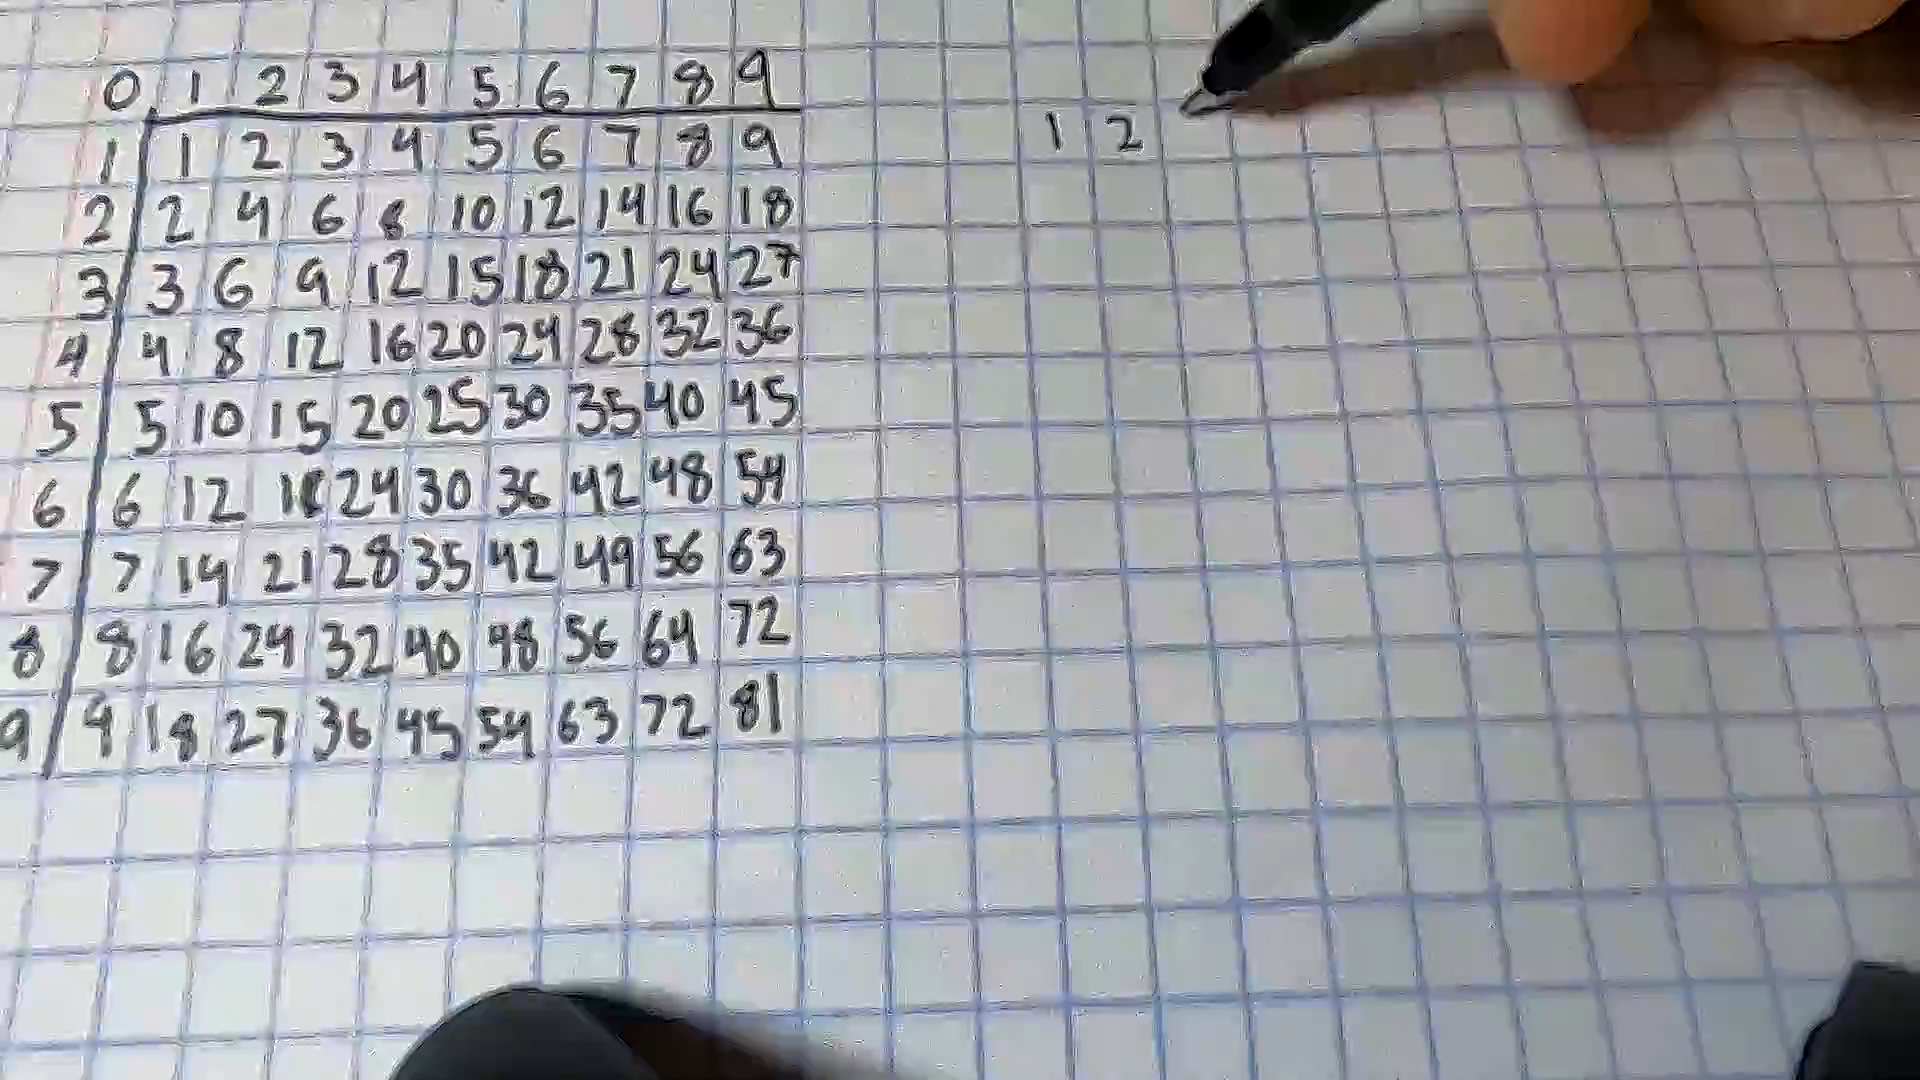 0 1 2 3 4 5 6 7 8 9
1 1 2 3 4 5 6 7 8 9 1 2
2 2 4 6 8 10 12 14 16 18
3 3 6 9 12 15 18 21 24 27
4 4 8 12 16 20 24 28 32 36
5 5 10 15 20 25 30 35 40 45
6 6 12 18 24 30 36 42 48 54
7 7 14 21 28 35 42 49 56 63
8 8 16 24 32 40 48 56 64 72
9 9 18 27 36 45 54 63 72 81